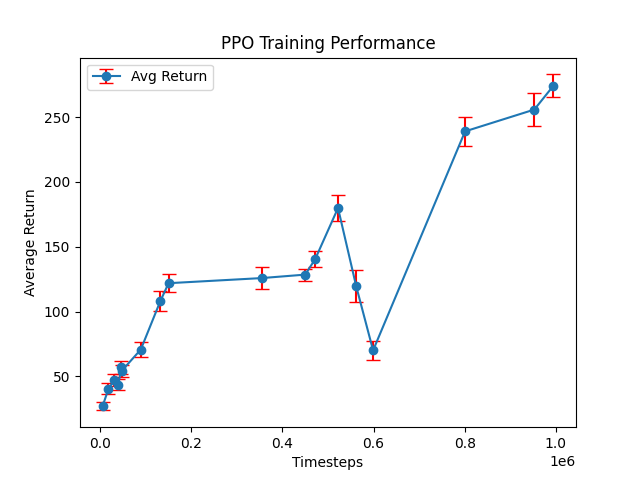 PPO Training Performance
Avg Return
Average Return
250
200
150
100
50
0.0 0.2 0.4 0.6 0.8 1.0
1e6
Timesteps